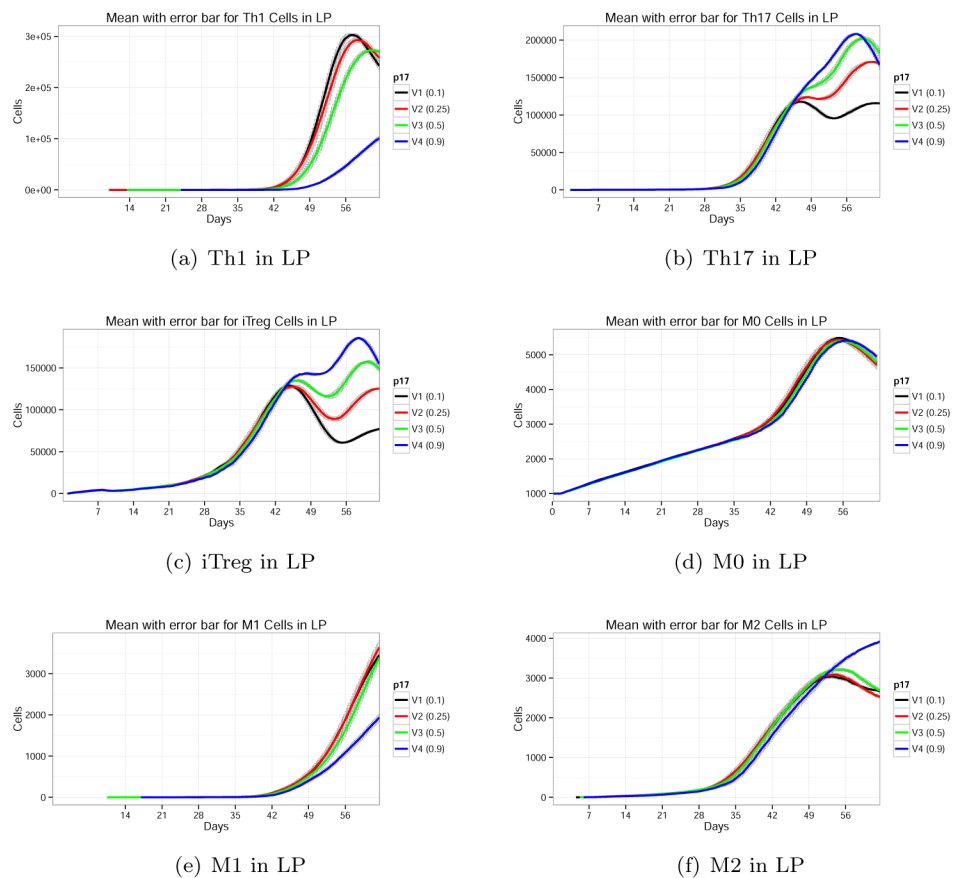 Mean with error bar for Th1 Cells in LP
3e+05
2e+05
1e+05
0e+00
Cells
14 21 28 35 42 49 56
Days
p17
V1 (0.1)
V2 (0.25)
V3 (0.5)
V4 (0.9)
(a) Th1 in LP
Mean with error bar for Th17 Cells in LP
200000
150000
100000
50000
0
Cells
7 14 21 28 35 42 49 56
Days
p17
V1 (0.1)
V2 (0.25)
V3 (0.5)
V4 (0.9)
(b) Th17 in LP
Mean with error bar for iTreg Cells in LP
150000
100000
50000
0
Cells
7 14 21 28 35 42 49 56
Days
p17
V1 (0.1)
V2 (0.25)
V3 (0.5)
V4 (0.9)
(c) iTreg in LP
Mean with error bar for M0 Cells in LP
5000
4000
3000
2000
1000
Cells
0 7 14 21 28 35 42 49 56
Days
p17
V1 (0.1)
V2 (0.25)
V3 (0.5)
V4 (0.9)
(d) M0 in LP
Mean with error bar for M1 Cells in LP
3000
2000
1000
0
Cells
14 21 28 35 42 49 56
Days
p17
V1 (0.1)
V2 (0.25)
V3 (0.5)
V4 (0.9)
(e) M1 in LP
Mean with error bar for M2 Cells in LP
4000
3000
2000
1000
0
Cells
7 14 21 28 35 42 49 56
Days
p17
V1 (0.1)
V2 (0.25)
V3 (0.5)
V4 (0.9)
(f) M2 in LP